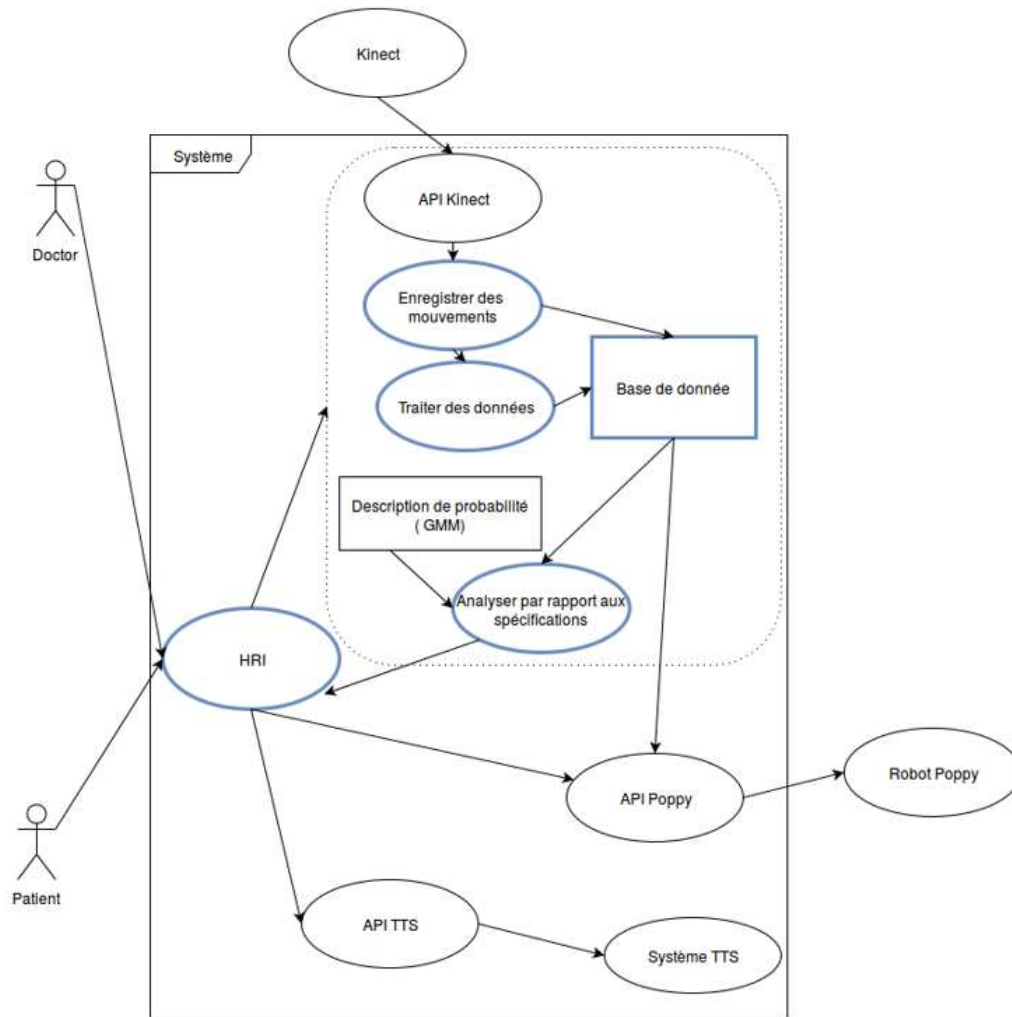 Kinect
Système
API Kinect
Doctor
Enregistrer des
mouvements
Traiter des données
Base de donnée
Description de probabilité
( GMM)
Analyser par rapport aux
spécifications
HRI
API Poppy
Robot Poppy
Patient
API TTS
Système TTS